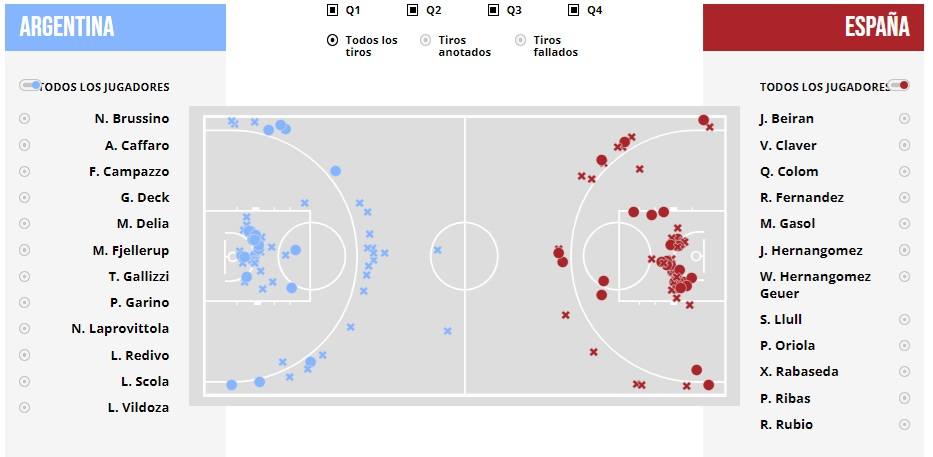 Q1 Q2 Q3 Q4
ARGENTINA
ESPAÑA
Todos los tiros
Tiros anotados
Tiros fallados
TODOS LOS JUGADORES
N. Brussino
A. Caffaro
F. Campazzo
G. Deck
M. Delia
M. Fjellerup
T. Gallizzi
P. Garino
N. Laprovittola
L. Redivo
L. Scola
L. Vildoza
TODOS LOS JUGADORES
J. Beiran
V. Claver
Q. Colom
R. Fernandez
M. Gasol
J. Hernangomez
W. Hernangomez
Geuer
S. Llull
P. Oriola
X. Rabaseda
P. Ribas
R. Rubio